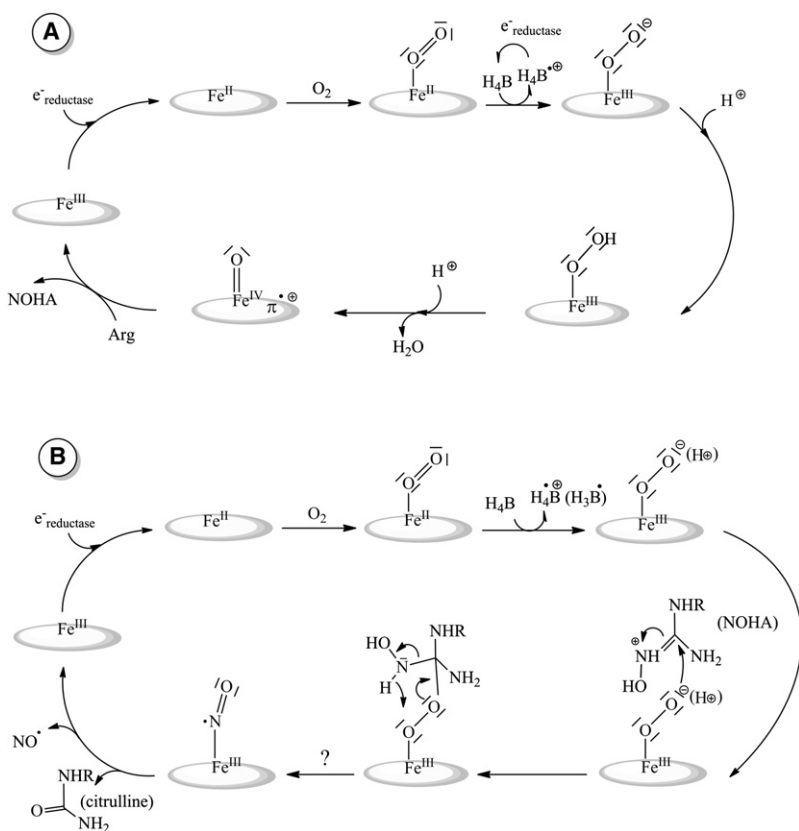 A
e⁻reductase
Fe^II
O₂
|O|
O
Fe^II
e⁻reductase
H₄B H₄B•⊕
O⊖
O
Fe^III
H⊕
Fe^III
NOHA
Arg
O
Fe^IV π•⊕
H⊕
H₂O
OH
O
Fe^III
B
e⁻reductase
Fe^II
O₂
O|
O
Fe^II
H₄B H₄B•⊕ (H₃B•)
O⊖(H⊕)
O
Fe^III
Fe^III
NO•
NHR
(citrulline)
O
NH₂
|O|
•N
Fe^III
?
NHR
HO
N
H
NH₂
O
O
Fe^III
NHR
(NOHA)
⊕
NH
NH₂
HO
O⊖(H⊕)
O
Fe^III